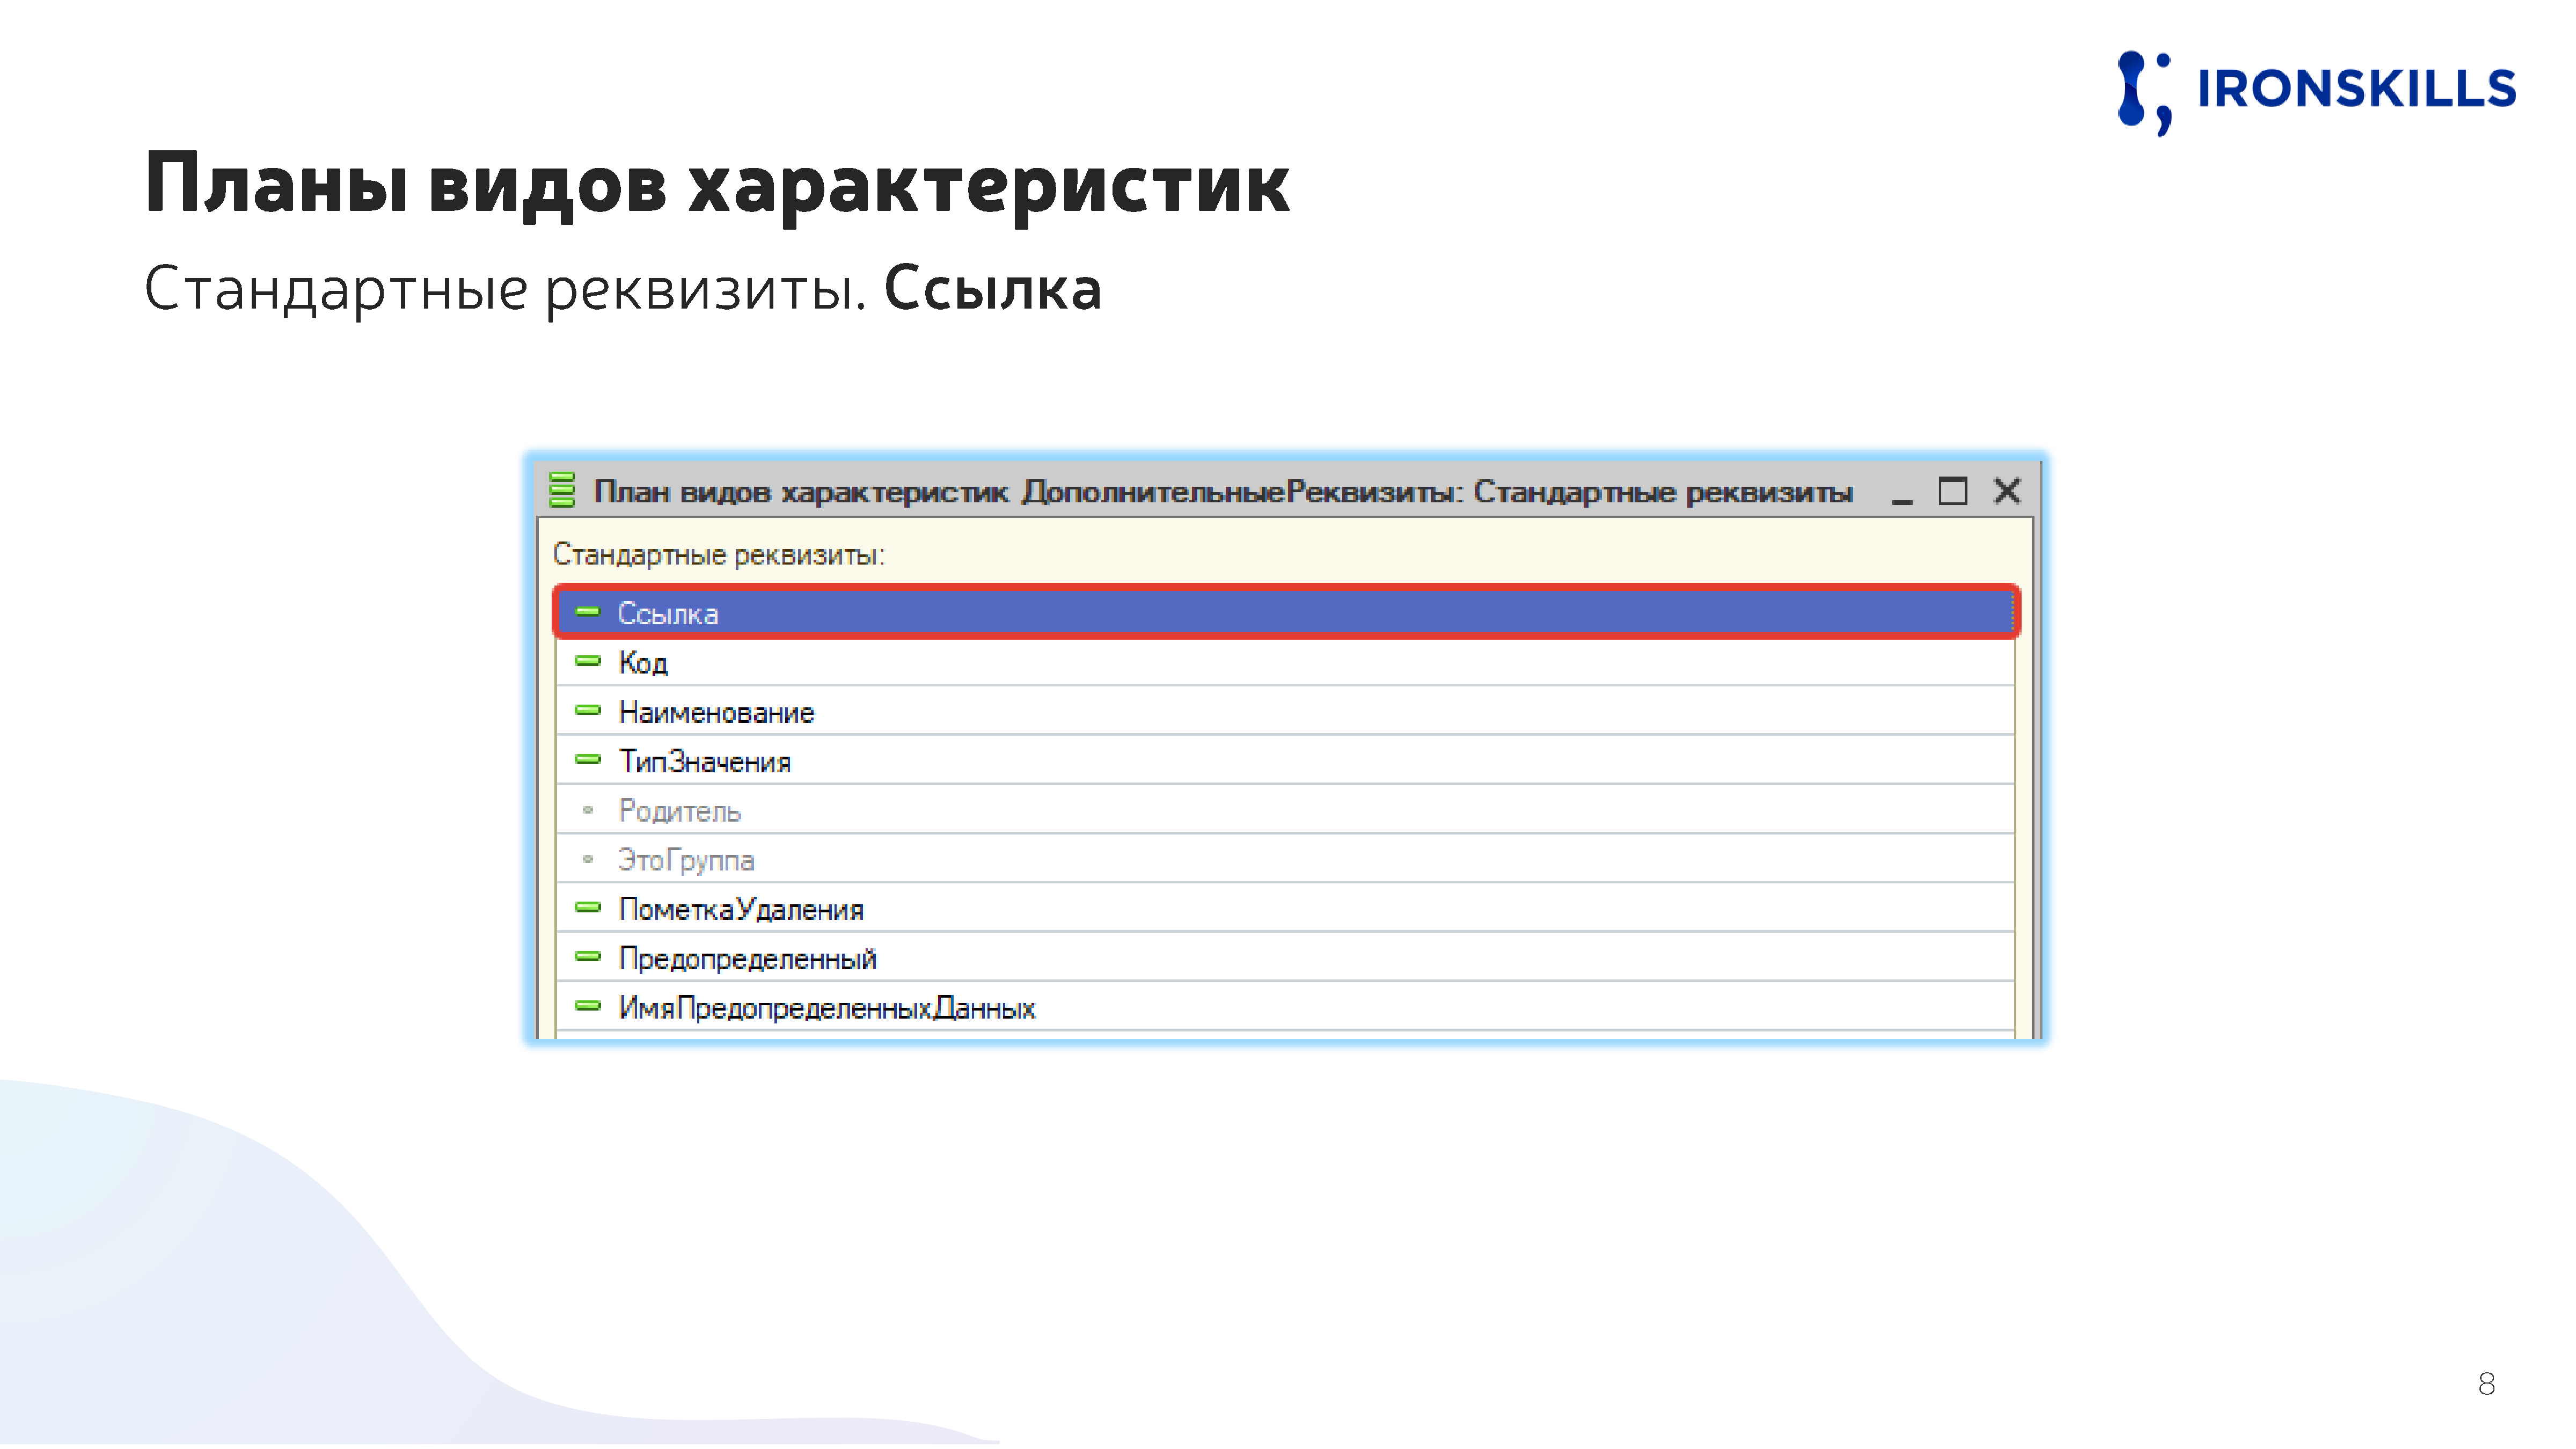 IRONSKILLS
Планы видов характеристик
Стандартные реквизиты. Ссылка
План видов характеристик ДополнительныеРеквизиты: Стандартные реквизиты
Стандартные реквизиты:
Ссылка
Код
Наименование
ТипЗначения
Родитель
ЭтоГруппа
ПометкаУдаления
Предопределенный
ИмяПредопределенныхДанных
8